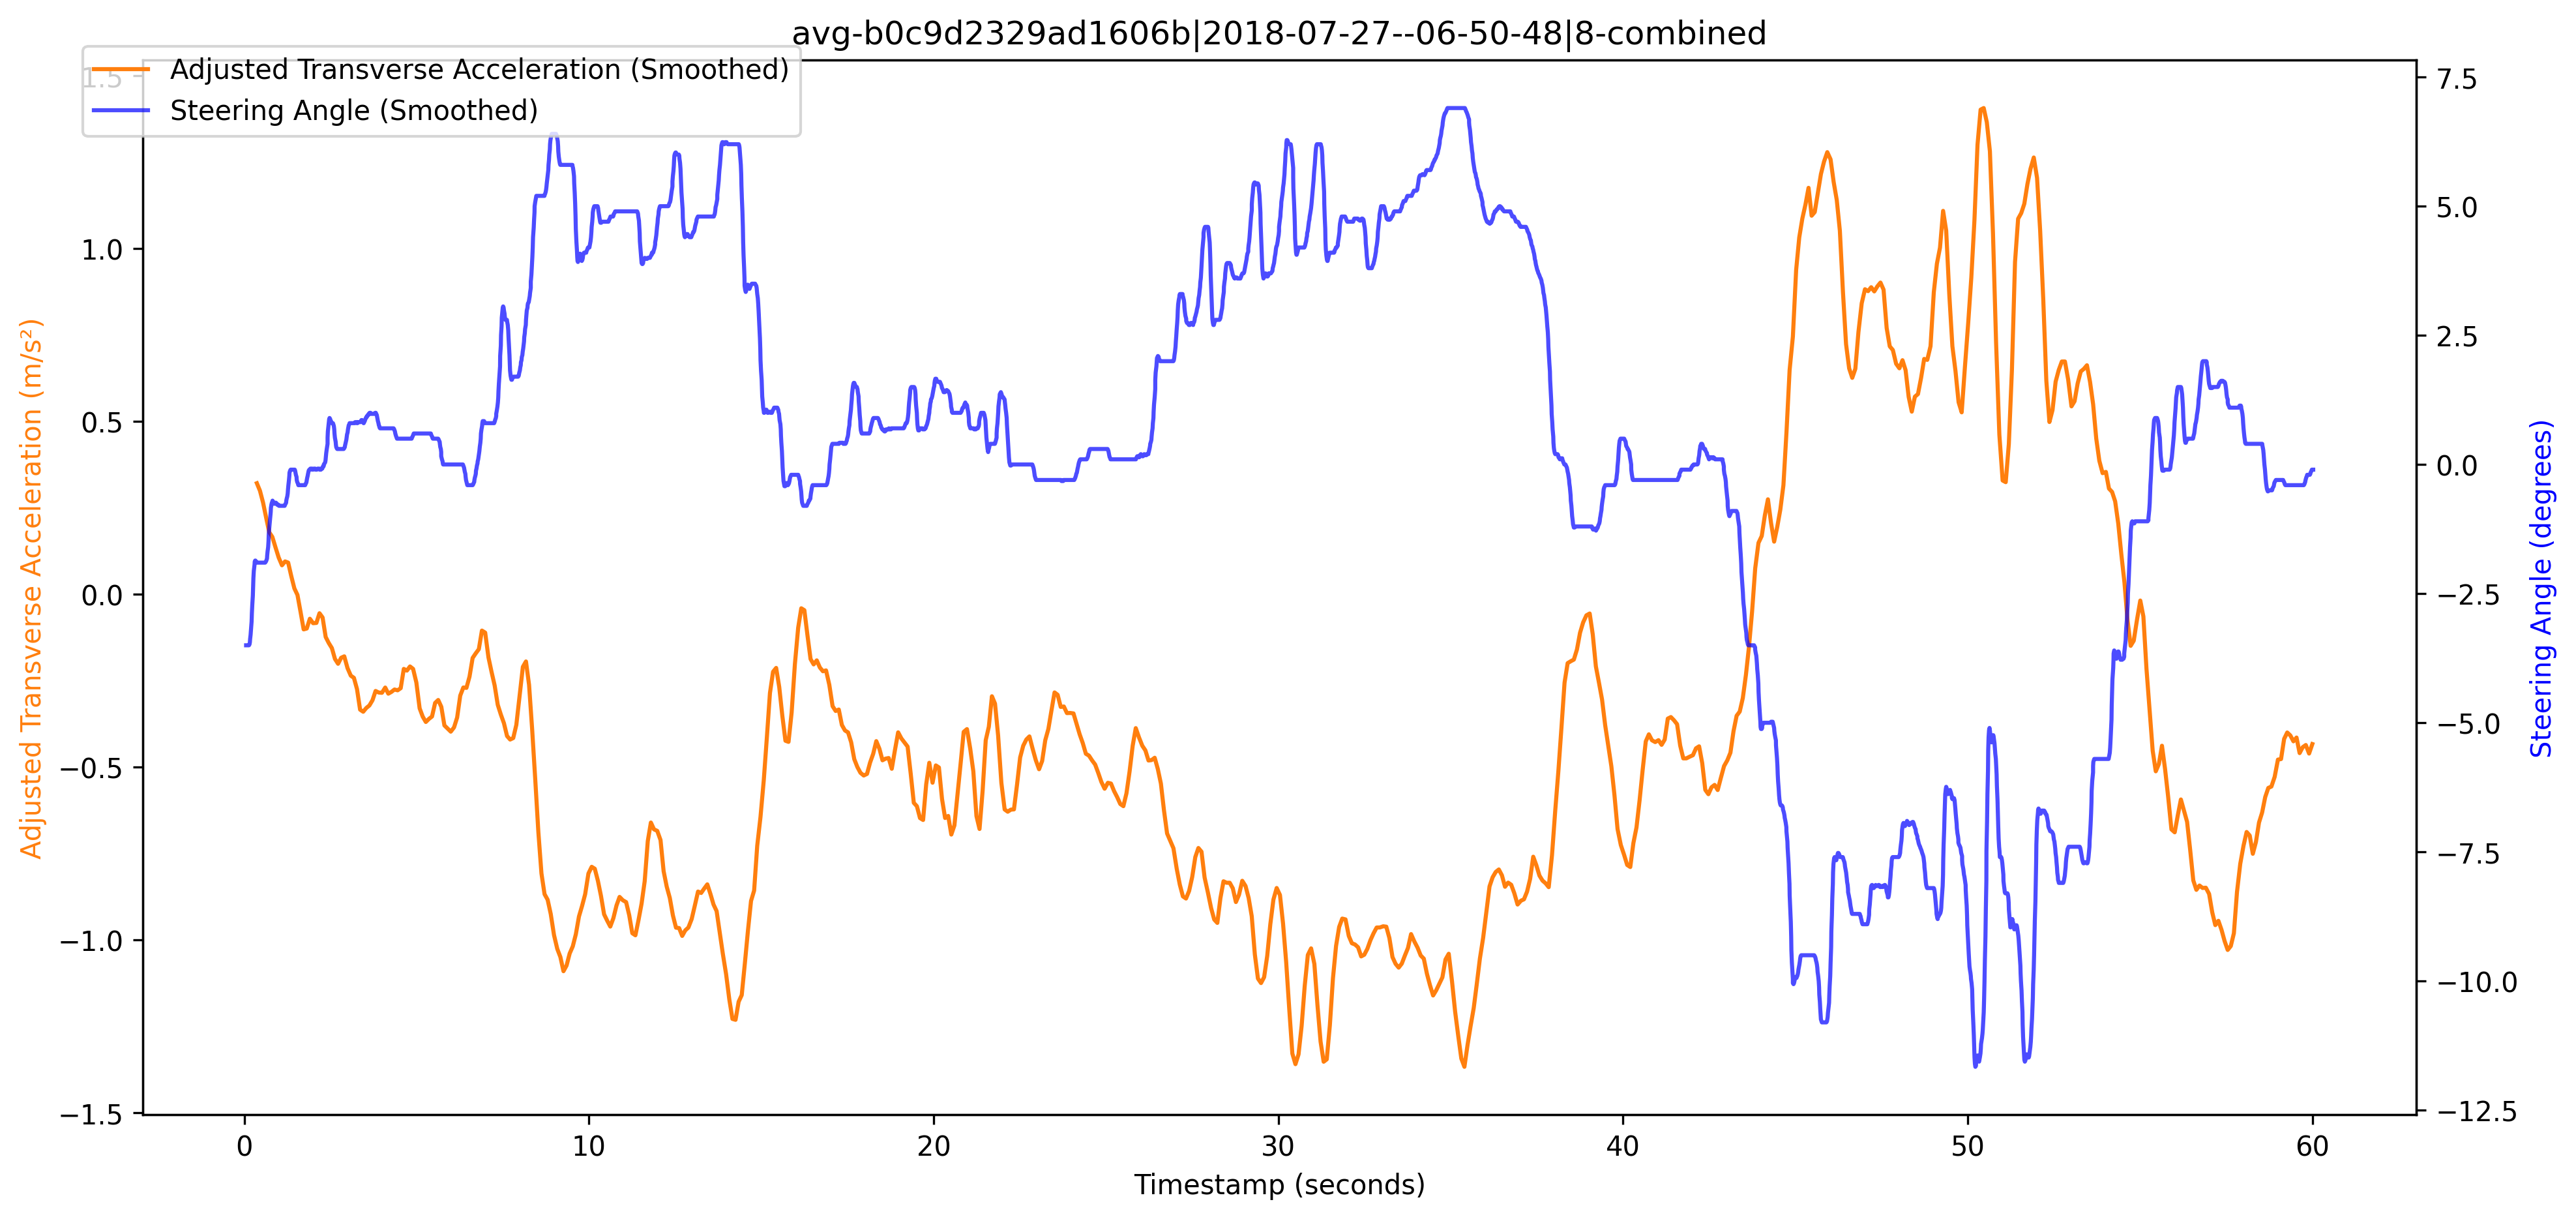 avg-b0c9d2329ad1606b|2018-07-27--06-50-48|8-combined
Adjusted Transverse Acceleration (Smoothed)
Steering Angle (Smoothed)
Adjusted Transverse Acceleration (m/s²)
1.5
1.0
0.5
0.0
−0.5
−1.0
−1.5
7.5
5.0
2.5
0.0
−2.5
−5.0
−7.5
−10.0
−12.5
Steering Angle (degrees)
0 10 20 30 40 50 60
Timestamp (seconds)